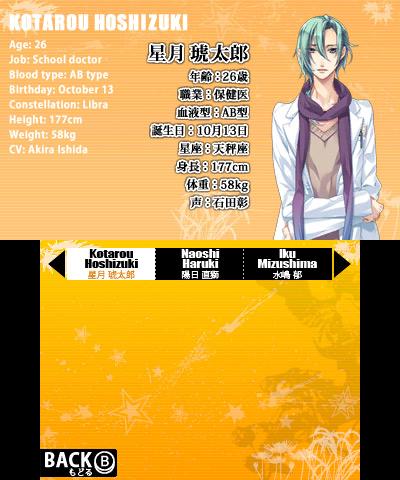 KOTAROU HOSHIZUKI
Age: 26
Job: School doctor
Blood type: AB type
Birthday: October 13
Constellation: Libra
Height: 177cm
Weight: 58kg
CV: Akira Ishida
星月 琥太郎
年齢：26歳
職業：保健医
血液型：AB型
誕生日：10月13日
星座：天秤座
身長：177cm
体重：58kg
声：石田彰
Kotarou
Hoshizuki
星月 琥太郎
Naoshi
Haruki
陽日 直獅
Iku
Mizushima
水嶋 郁
BACK B
もどる